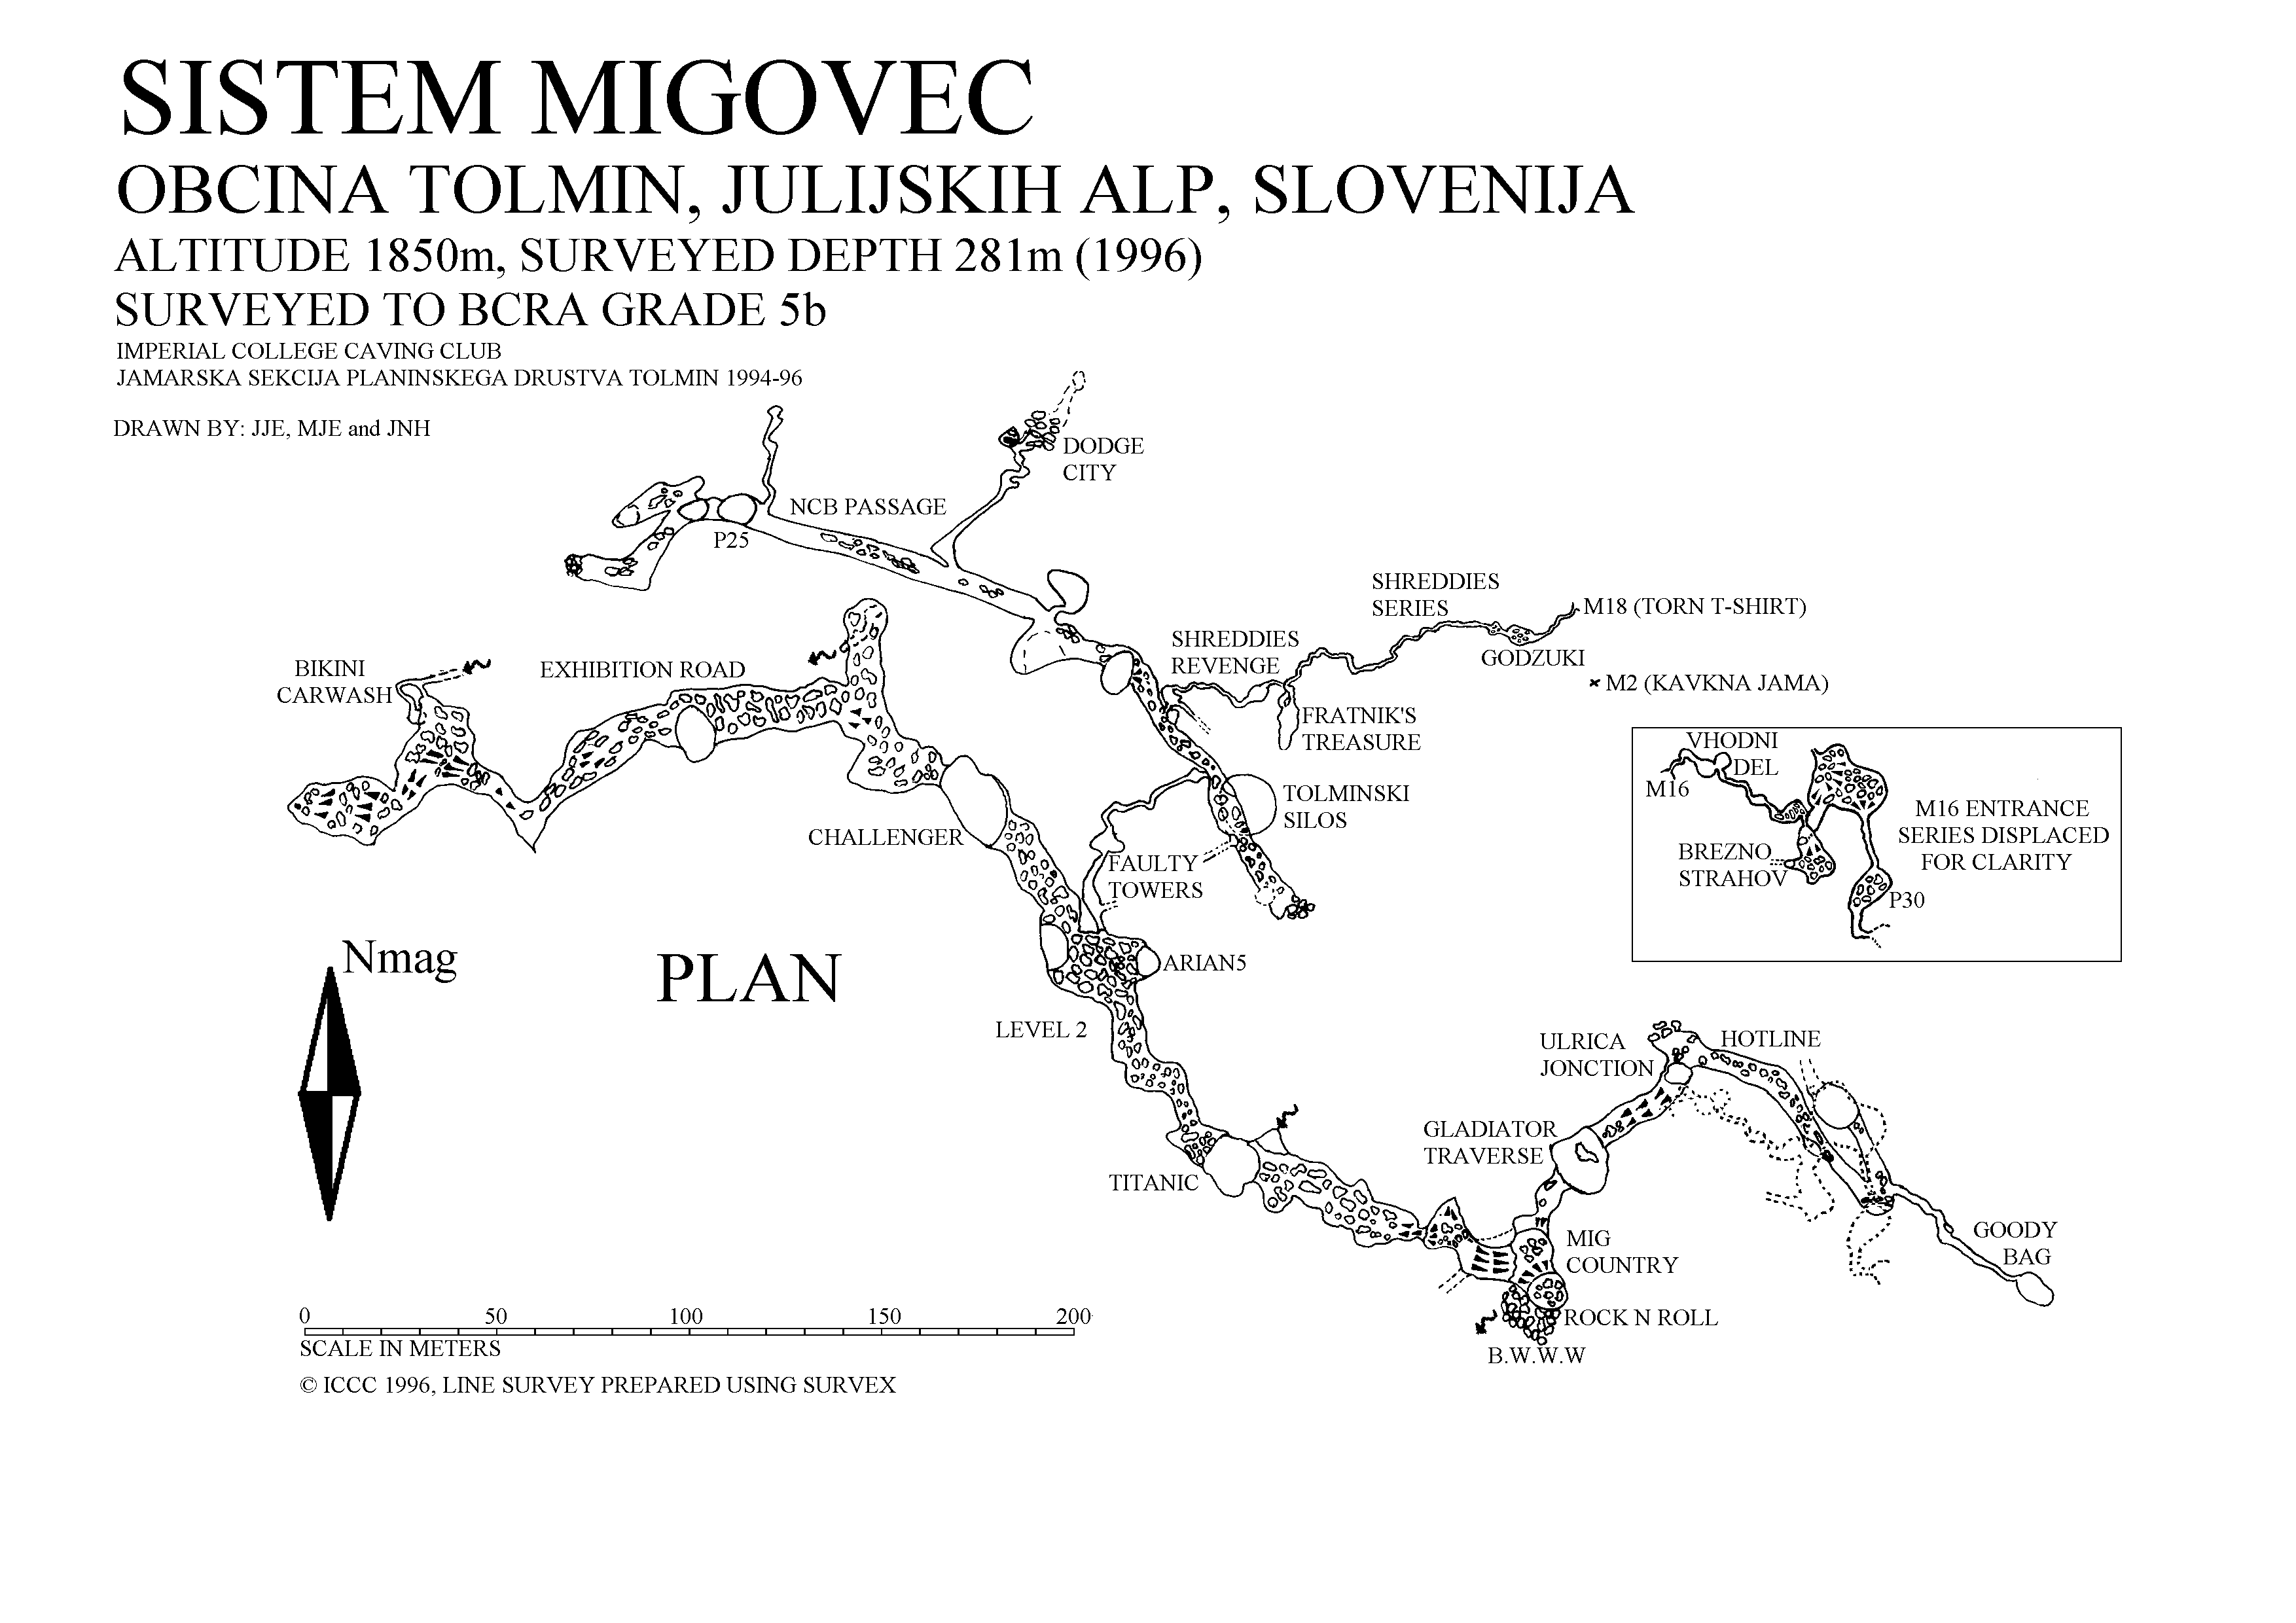 SISTEM MIGOVEC
OBCINA TOLMIN, JULIJSKIH ALP, SLOVENIJA
ALTITUDE 1850m, SURVEYED DEPTH 281m (1996)
SURVEYED TO BCRA GRADE 5b
IMPERIAL COLLEGE CAVING CLUB
JAMARSKA SEKCIJA PLANINSKEGA DRUSTVA TOLMIN 1994-96
DRAWN BY: JJE, MJE and JNH
DODGE
CITY
NCB PASSAGE
P25
SHREDDIES
SERIES
M18 (TORN T-SHIRT)
SHREDDIES
REVENGE
GODZUKI
M2 (KAVKNA JAMA)
BIKINI
CARWASH
EXHIBITION ROAD
FRATNIK'S
TREASURE
VHODNI
DEL
M16
M16 ENTRANCE
SERIES DISPLACED
FOR CLARITY
BREZNO
STRAHOV
P30
TOLMINSKI
SILOS
CHALLENGER
FAULTY
TOWERS
Nmag
PLAN
ARIAN5
LEVEL 2
ULRICA
JONCTION
HOTLINE
GLADIATOR
TRAVERSE
TITANIC
MIG
COUNTRY
GOODY
BAG
ROCK N ROLL
B.W.W.W
0 50 100 150 200
SCALE IN METERS
© ICCC 1996, LINE SURVEY PREPARED USING SURVEX